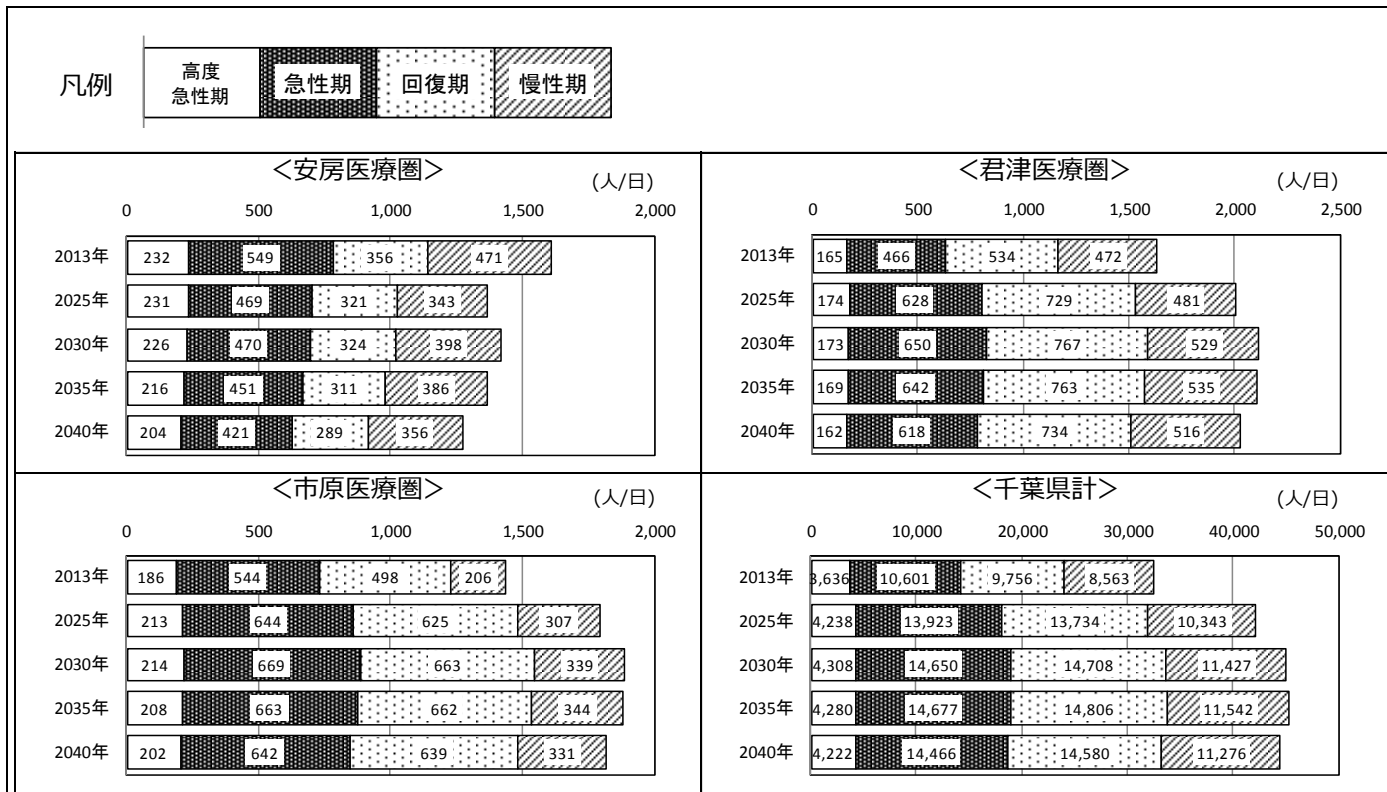 凡例
高度
急性期
急性期
回復期
慢性期
＜安房医療圏＞
(人/日)
0 500 1,000 1,500 2,000
2013年 232 549 356 471
2025年 231 469 321 343
2030年 226 470 324 398
2035年 216 451 311 386
2040年 204 421 289 356
＜君津医療圏＞
(人/日)
0 500 1,000 1,500 2,000 2,500
2013年 165 466 534 472
2025年 174 628 729 481
2030年 173 650 767 529
2035年 169 642 763 535
2040年 162 618 734 516
＜市原医療圏＞
(人/日)
0 500 1,000 1,500 2,000
2013年 186 544 498 206
2025年 213 644 625 307
2030年 214 669 663 339
2035年 208 663 662 344
2040年 202 642 639 331
＜千葉県計＞
(人/日)
0 10,000 20,000 30,000 40,000 50,000
2013年 3,636 10,601 9,756 8,563
2025年 4,238 13,923 13,734 10,343
2030年 4,308 14,650 14,708 11,427
2035年 4,280 14,677 14,806 11,542
2040年 4,222 14,466 14,580 11,276